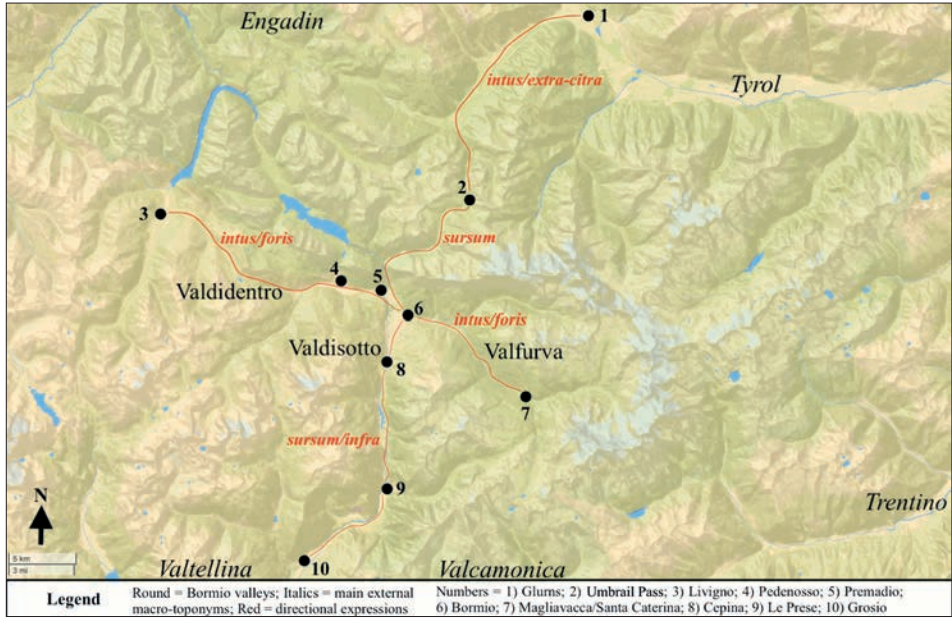 Engadin
1
intus/extra-citra
Tyrol
2
3
sursum
intus/foris
4
5
Valdidentro
6
intus/foris
Valdisotto
Valfurva
8
7
sursum/infra
9
N
Trentino
5 km
3 mi
Valtellina
10
Valcamonica
Legend
Round = Bormio valleys; Italics = main external
macro-toponyms; Red = directional expressions
Numbers = 1) Glurns; 2) Umbrail Pass; 3) Livigno; 4) Pedenosso; 5) Premadio;
6) Bormio; 7) Magliavacca/Santa Caterina; 8) Cepina; 9) Le Prese; 10) Grosio